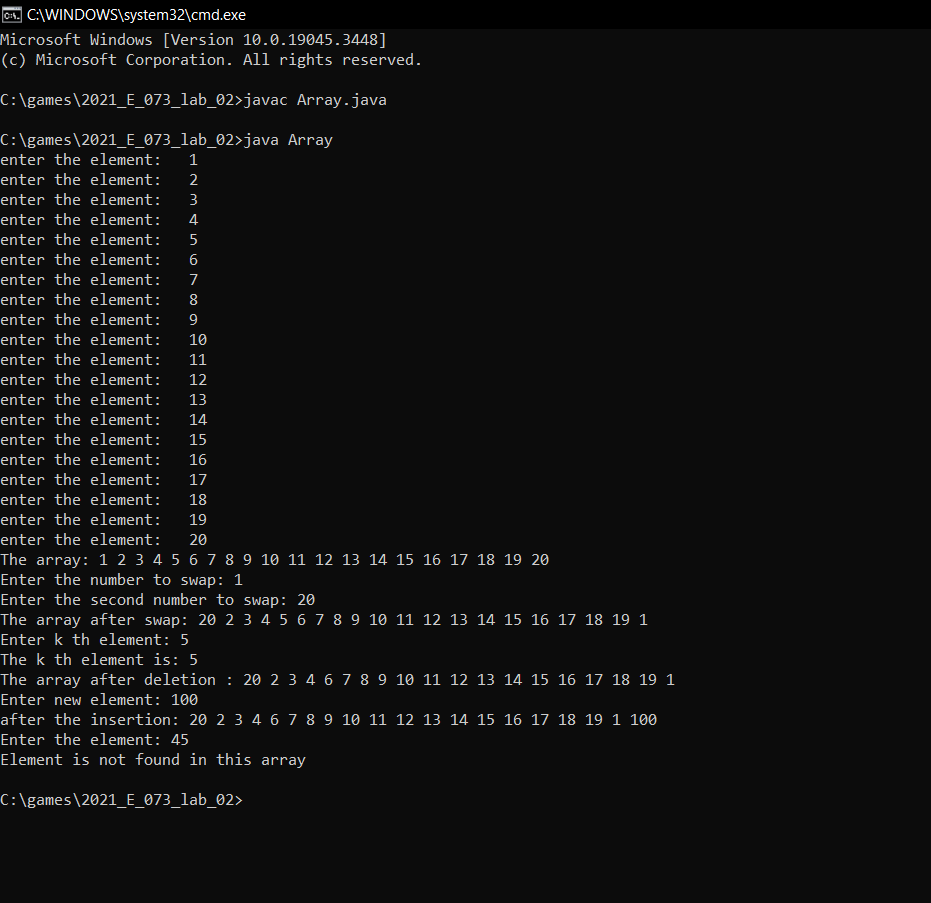 C:\WINDOWS\system32\cmd.exe
Microsoft Windows [Version 10.0.19045.3448]
(c) Microsoft Corporation. All rights reserved.
C:\games\2021_E_073_lab_02>javac Array.java
C:\games\2021_E_073_lab_02>java Array
enter the element:   1
enter the element:   2
enter the element:   3
enter the element:   4
enter the element:   5
enter the element:   6
enter the element:   7
enter the element:   8
enter the element:   9
enter the element:   10
enter the element:   11
enter the element:   12
enter the element:   13
enter the element:   14
enter the element:   15
enter the element:   16
enter the element:   17
enter the element:   18
enter the element:   19
enter the element:   20
The array: 1 2 3 4 5 6 7 8 9 10 11 12 13 14 15 16 17 18 19 20
Enter the number to swap: 1
Enter the second number to swap: 20
The array after swap: 20 2 3 4 5 6 7 8 9 10 11 12 13 14 15 16 17 18 19 1
Enter k th element: 5
The k th element is: 5
The array after deletion : 20 2 3 4 6 7 8 9 10 11 12 13 14 15 16 17 18 19 1
Enter new element: 100
after the insertion: 20 2 3 4 6 7 8 9 10 11 12 13 14 15 16 17 18 19 1 100
Enter the element: 45
Element is not found in this array
C:\games\2021_E_073_lab_02>